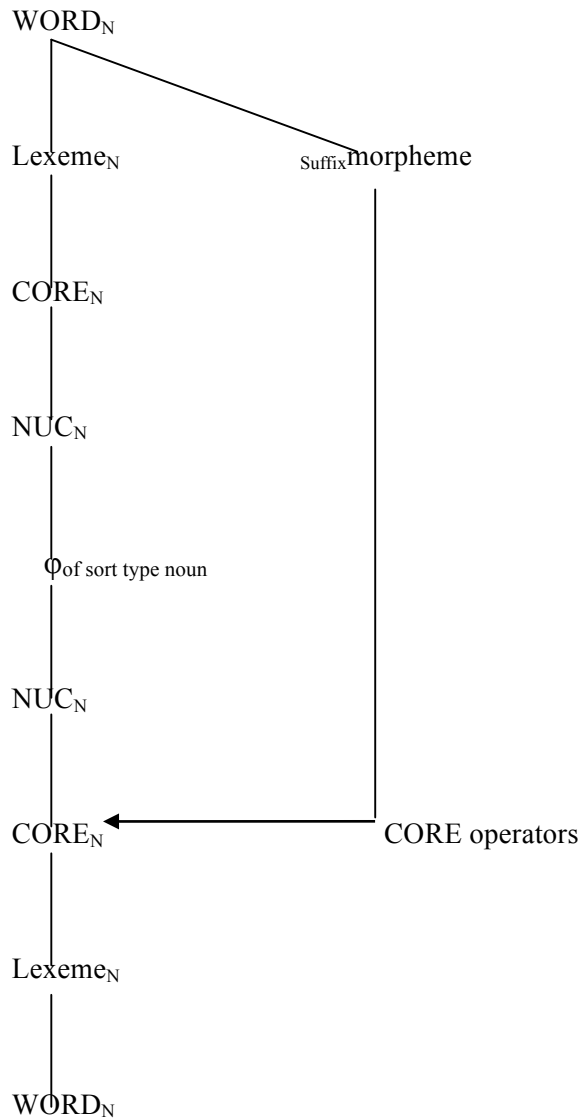 WORDN
LexemeN Suffixmorpheme
COREN
NUCN
φof sort type noun
NUCN
COREN CORE operators
LexemeN
WORDN